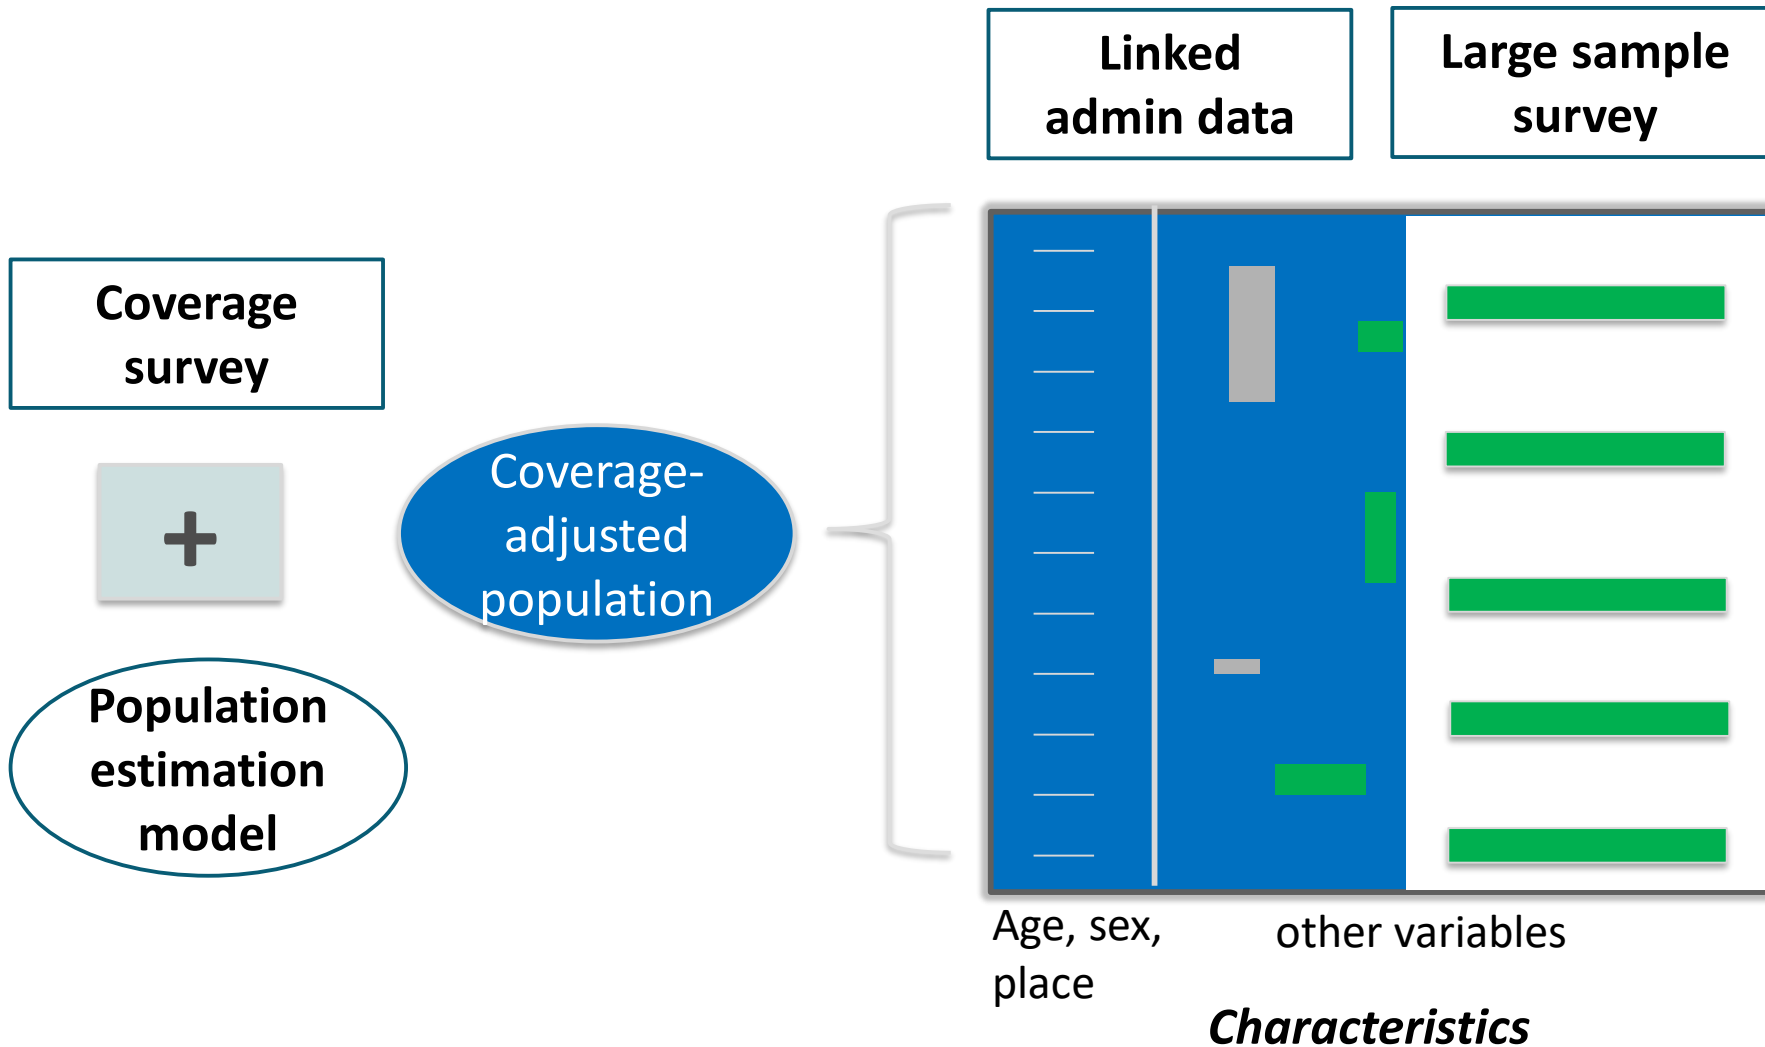 Linked
admin data
Large sample
survey
Coverage
survey
+
Population
estimation
model
Coverage-
adjusted
population
Age, sex,
place
other variables
Characteristics